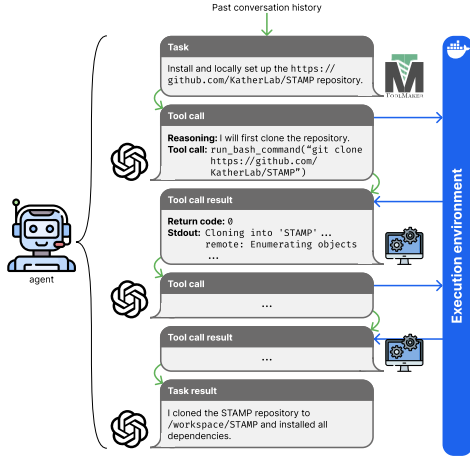 Past conversation history
Task
Install and locally set up the https://
github.com/KatherLab/STAMP repository.
TOOLMAKER
Tool call
Reasoning: I will first clone the repository.
Tool call: run_bash_command(“git clone
https://github.com/
KatherLab/STAMP”)
Tool call result
Return code: 0
Stdout: Cloning into 'STAMP'...
remote: Enumerating objects
...
agent
Tool call
...
Tool call result
...
Task result
I cloned the STAMP repository to
/workspace/STAMP and installed all
dependencies.
Execution environment